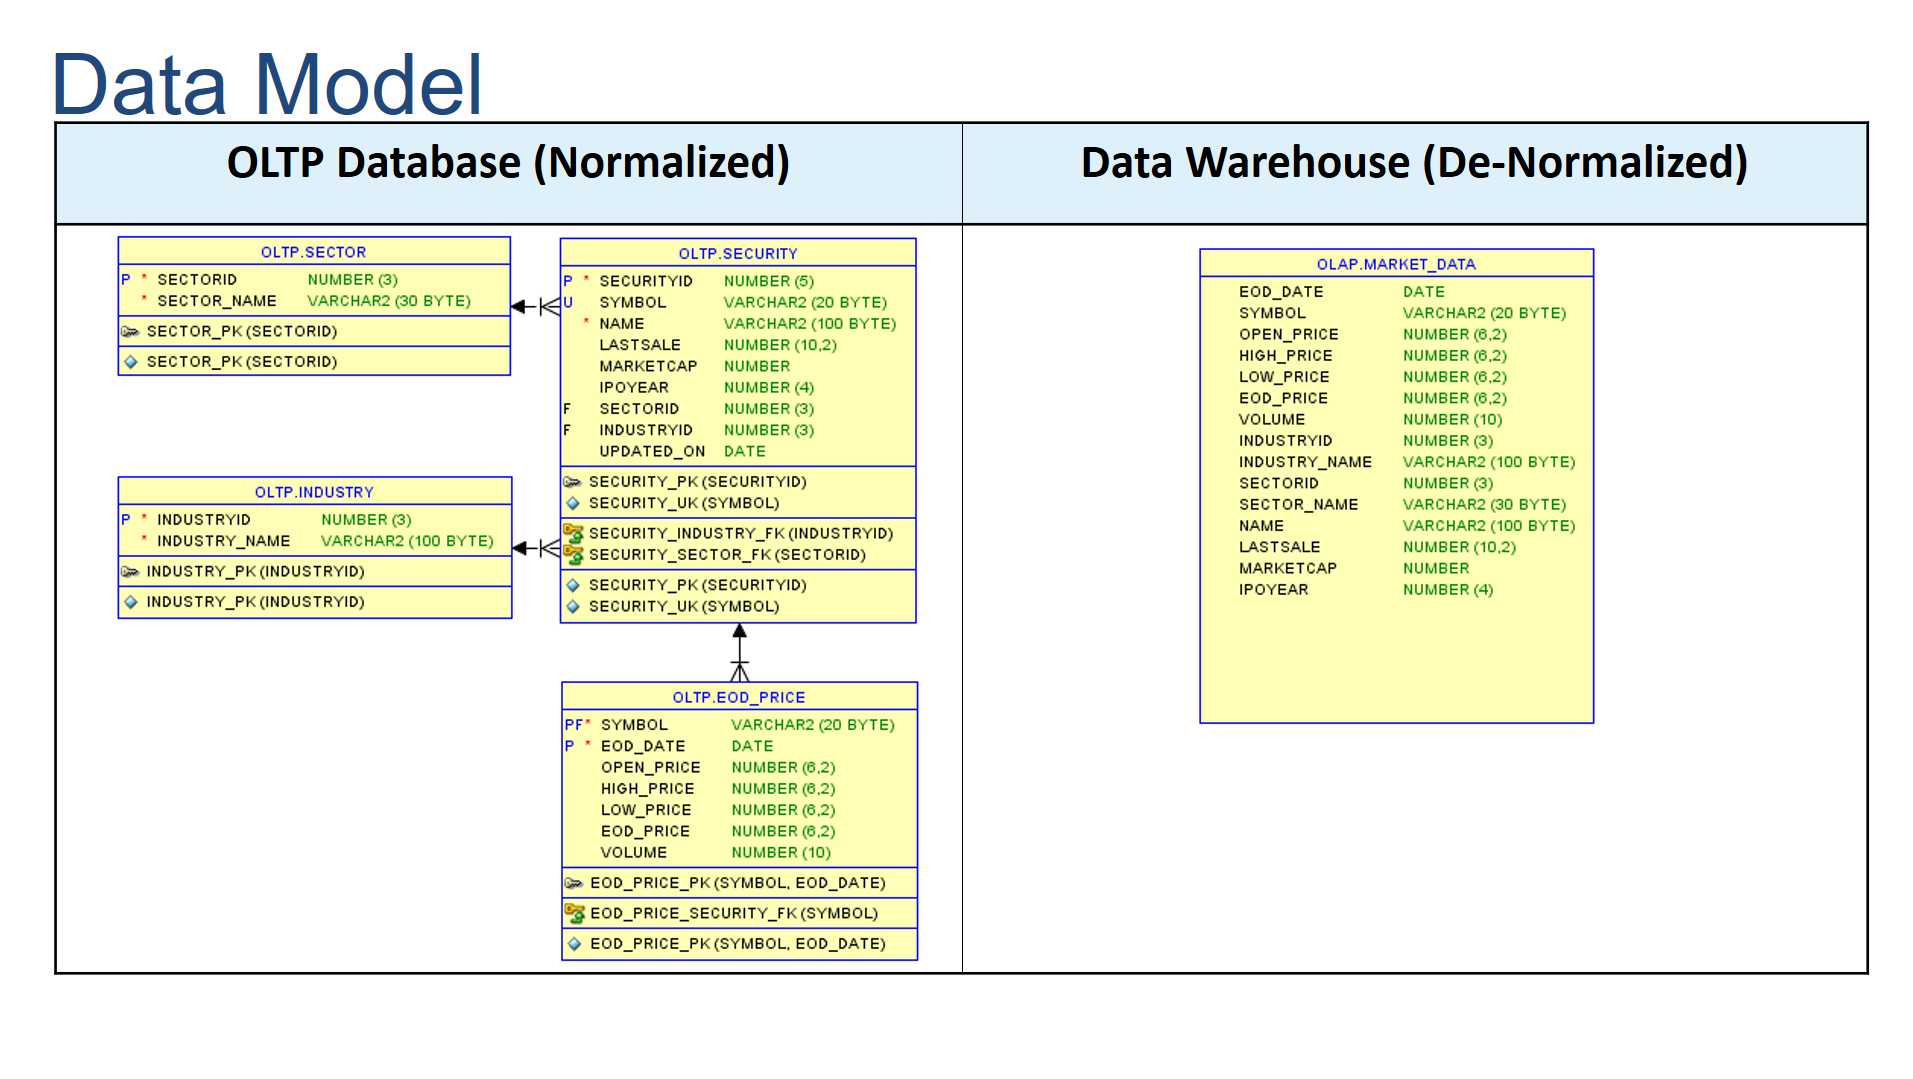 Data Model
OLTP Database (Normalized)
Data Warehouse (De-Normalized)
OLTP.SECTOR
P * SECTORID NUMBER (3)
* SECTOR_NAME VARCHAR2 (30 BYTE)
SECTOR_PK (SECTORID)
SECTOR_PK (SECTORID)
OLTP.INDUSTRY
P * INDUSTRYID NUMBER (3)
* INDUSTRY_NAME VARCHAR2 (100 BYTE)
INDUSTRY_PK (INDUSTRYID)
INDUSTRY_PK (INDUSTRYID)
OLTP.SECURITY
P * SECURITYID NUMBER (5)
U SYMBOL VARCHAR2 (20 BYTE)
* NAME VARCHAR2 (100 BYTE)
LASTSALE NUMBER (10,2)
MARKETCAP NUMBER
IPOYEAR NUMBER (4)
F SECTORID NUMBER (3)
F INDUSTRYID NUMBER (3)
UPDATED_ON DATE
SECURITY_PK (SECURITYID)
SECURITY_UK (SYMBOL)
SECURITY_INDUSTRY_FK (INDUSTRYID)
SECURITY_SECTOR_FK (SECTORID)
SECURITY_PK (SECURITYID)
SECURITY_UK (SYMBOL)
OLTP.EOD_PRICE
PF* SYMBOL VARCHAR2 (20 BYTE)
P * EOD_DATE DATE
OPEN_PRICE NUMBER (6,2)
HIGH_PRICE NUMBER (6,2)
LOW_PRICE NUMBER (6,2)
EOD_PRICE NUMBER (6,2)
VOLUME NUMBER (10)
EOD_PRICE_PK (SYMBOL, EOD_DATE)
EOD_PRICE_SECURITY_FK (SYMBOL)
EOD_PRICE_PK (SYMBOL, EOD_DATE)
OLAP.MARKET_DATA
EOD_DATE DATE
SYMBOL VARCHAR2 (20 BYTE)
OPEN_PRICE NUMBER (6,2)
HIGH_PRICE NUMBER (6,2)
LOW_PRICE NUMBER (6,2)
EOD_PRICE NUMBER (6,2)
VOLUME NUMBER (10)
INDUSTRYID NUMBER (3)
INDUSTRY_NAME VARCHAR2 (100 BYTE)
SECTORID NUMBER (3)
SECTOR_NAME VARCHAR2 (30 BYTE)
NAME VARCHAR2 (100 BYTE)
LASTSALE NUMBER (10,2)
MARKETCAP NUMBER
IPOYEAR NUMBER (4)